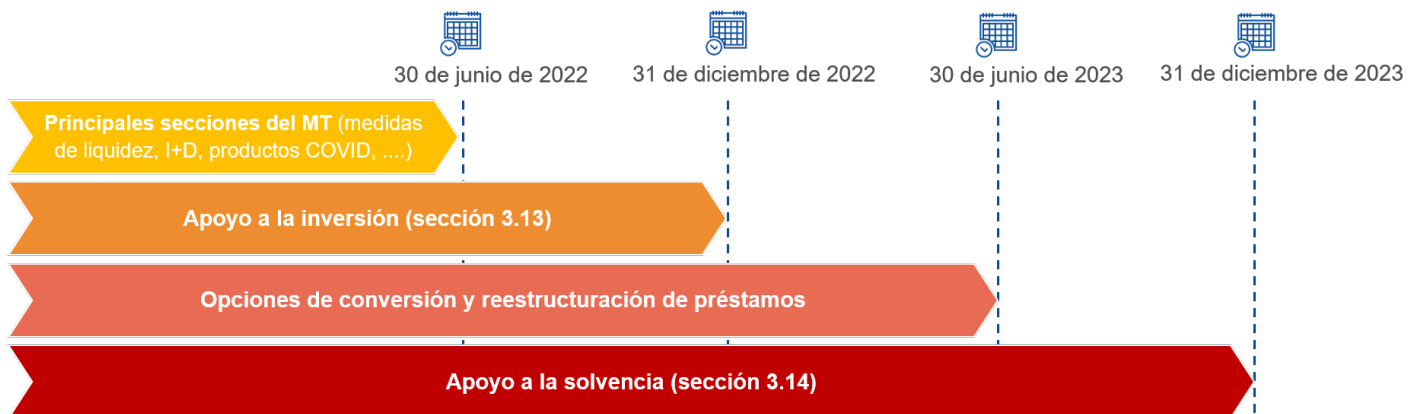 30 de junio de 2022
31 de diciembre de 2022
30 de junio de 2023
31 de diciembre de 2023
Principales secciones del MT (medidas
de liquidez, I+D, productos COVID, ....)
Apoyo a la inversión (sección 3.13)
Opciones de conversión y reestructuración de préstamos
Apoyo a la solvencia (sección 3.14)